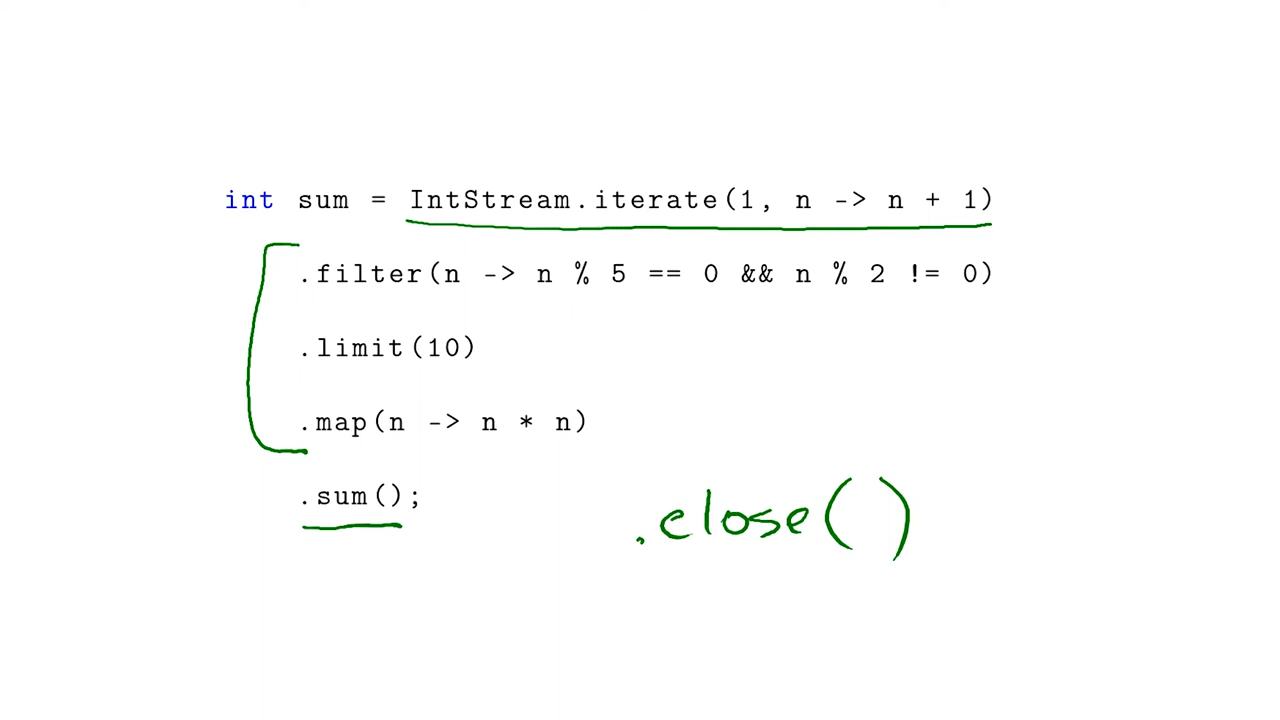 int sum = IntStream.iterate(1, n -> n + 1)
.filter(n -> n % 5 == 0 && n % 2 != 0)
.limit(10)
.map(n -> n * n)
.sum();
.close( )